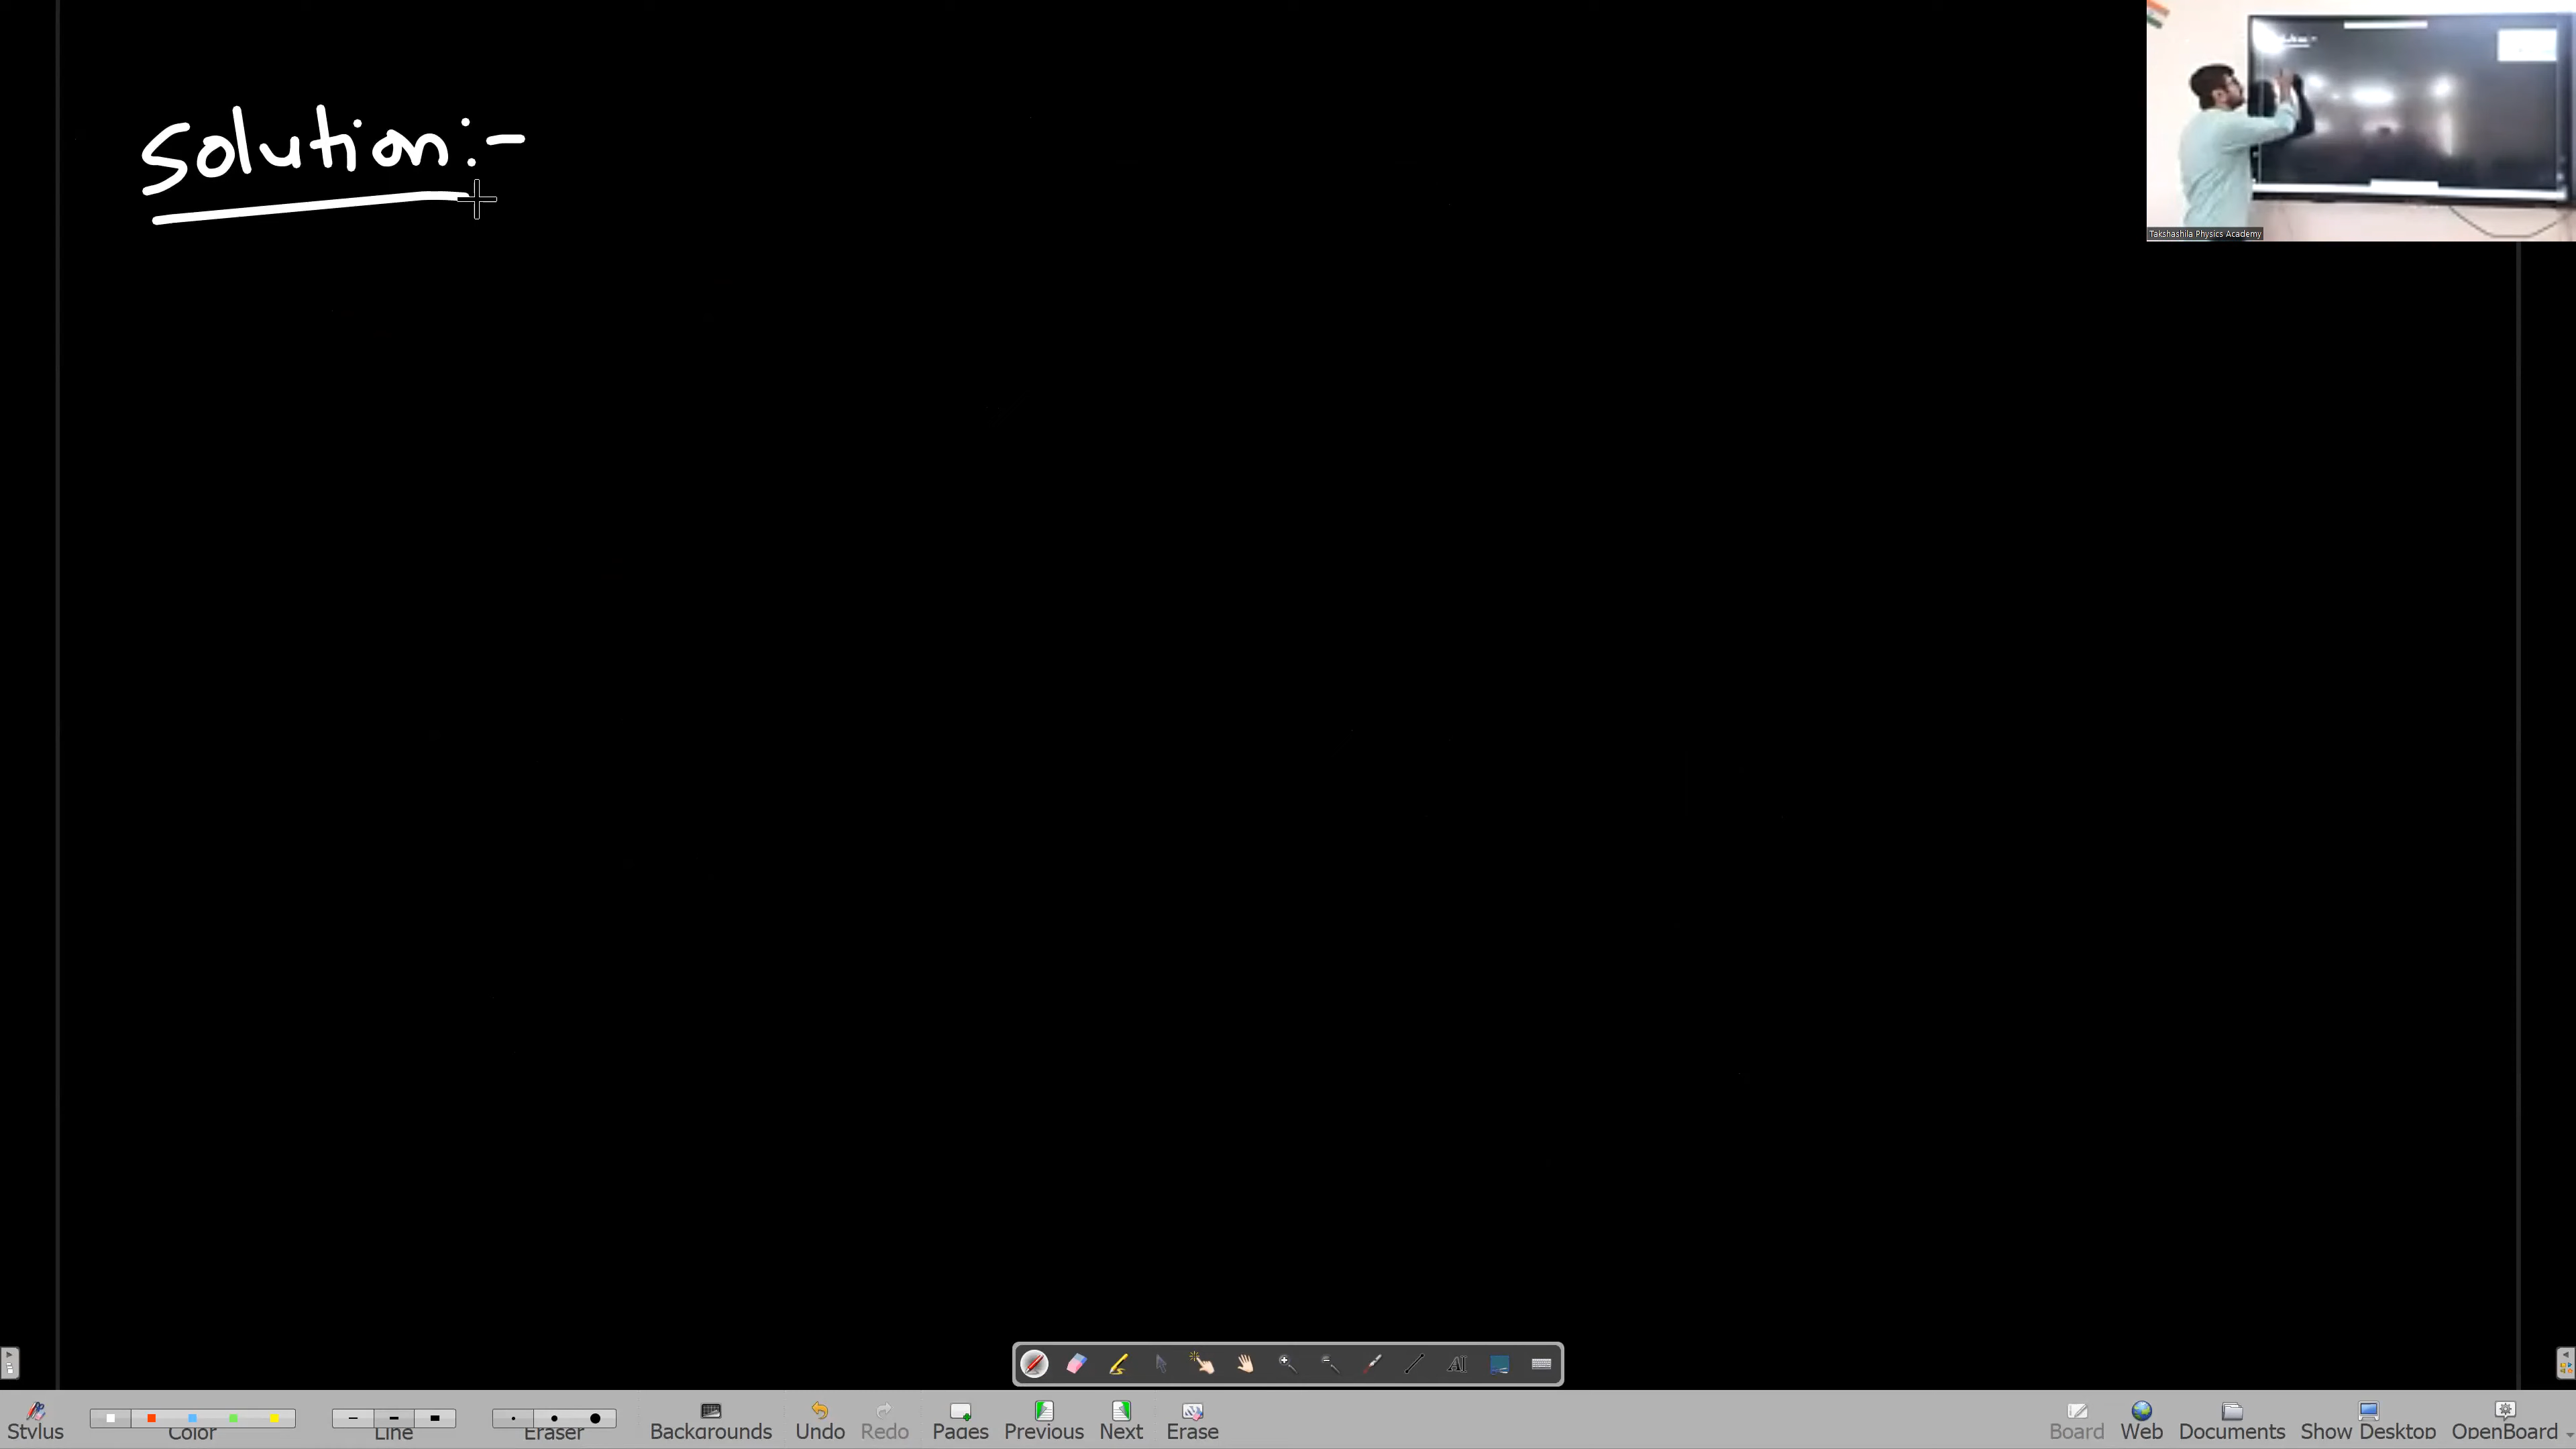 Solution:-
Takshashila Physics Academy
AI
Stylus Color Line Eraser Backgrounds Undo Redo Pages Previous Next Erase Board Web Documents Show Desktop OpenBoard